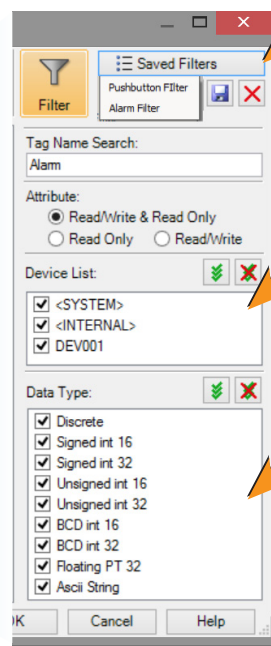 Saved Filters
Filter
Pushbutton FIlter
Alarm Filter
Tag Name Search:
Alarm
Attribute:
Read/Write & Read Only
Read Only Read/Write
Device List:
<SYSTEM>
<INTERNAL>
DEV001
Data Type:
Discrete
Signed int 16
Signed int 32
Unsigned int 16
Unsigned int 32
BCD int 16
BCD int 32
Floating PT 32
Ascii String
Cancel Help